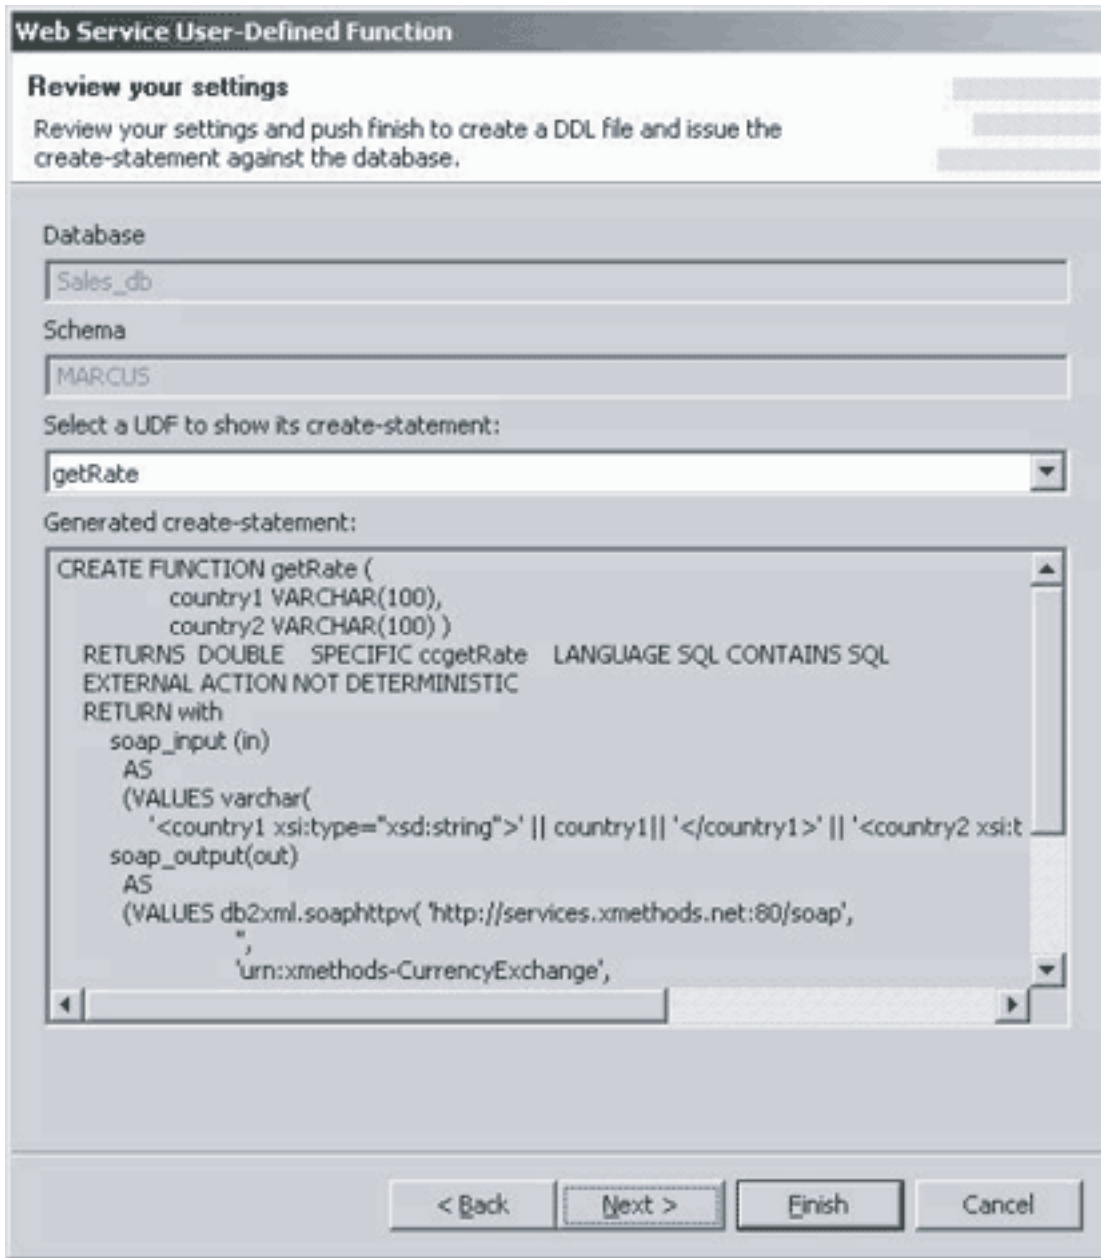 Web Service User-Defined Function
Review your settings
Review your settings and push finish to create a DDL file and issue the
create-statement against the database.
Database
Sales_db
Schema
MARCUS
Select a UDF to show its create-statement:
getRate
Generated create-statement:
CREATE FUNCTION getRate (
country1 VARCHAR(100),
country2 VARCHAR(100) )
RETURNS DOUBLE SPECIFIC ccgetRate LANGUAGE SQL CONTAINS SQL
EXTERNAL ACTION NOT DETERMINISTIC
RETURN with
soap_input (in)
AS
(VALUES varchar(
'<country1 xsi:type="xsd:string">' || country1|| '</country1>' || '<country2 xsi:t
soap_output(out)
AS
(VALUES db2xml.soaphttpv( 'http://services.xmethods.net:80/soap',
'',
'urn:xmethods-CurrencyExchange',
< Back
Next >
Finish
Cancel